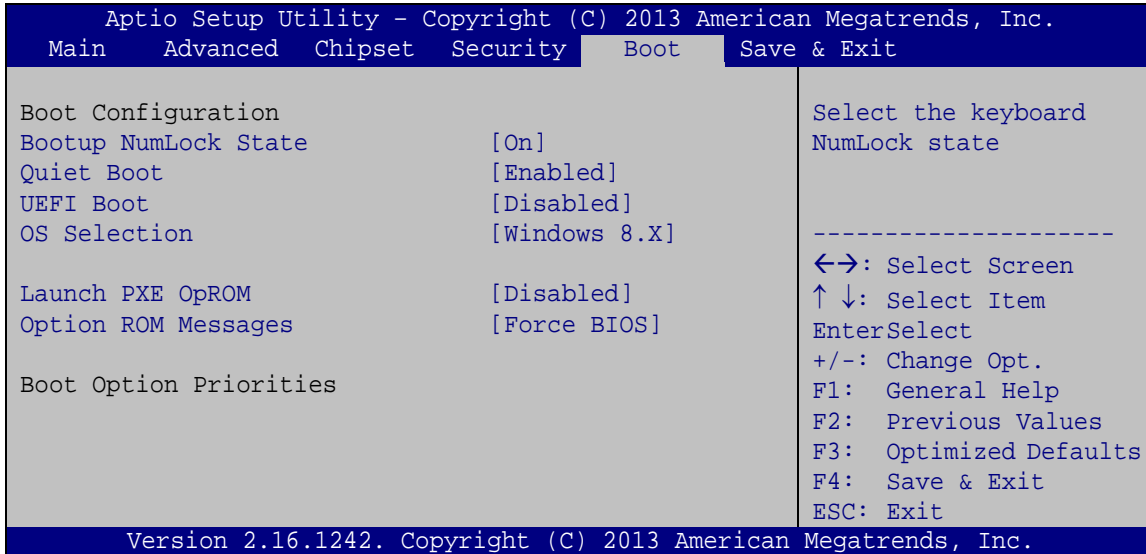 Aptio Setup Utility – Copyright (C) 2013 American Megatrends, Inc.
Main Advanced Chipset Security Boot Save & Exit
Boot Configuration
Bootup NumLock State [On]
Quiet Boot [Enabled]
UEFI Boot [Disabled]
OS Selection [Windows 8.X]
Launch PXE OpROM [Disabled]
Option ROM Messages [Force BIOS]
Boot Option Priorities
Select the keyboard
NumLock state
---------------------
←→: Select Screen
↑ ↓: Select Item
EnterSelect
+/-: Change Opt.
F1: General Help
F2: Previous Values
F3: Optimized Defaults
F4: Save & Exit
ESC: Exit
Version 2.16.1242. Copyright (C) 2013 American Megatrends, Inc.